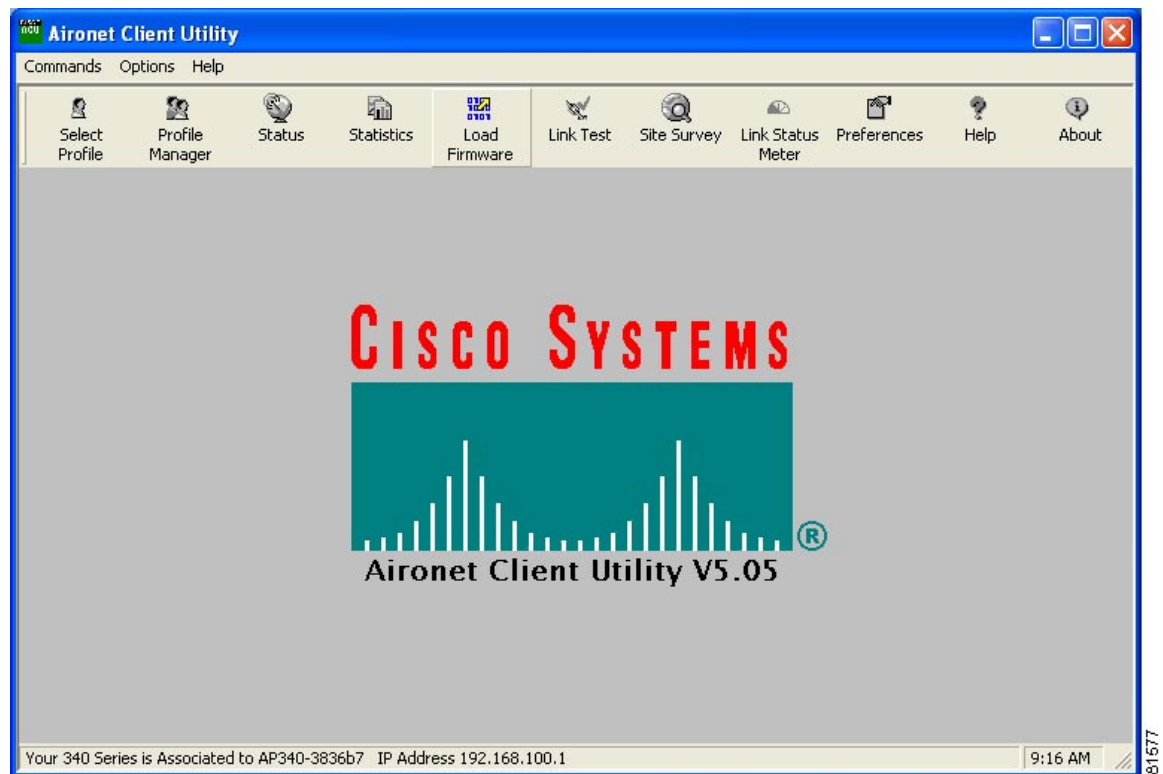 Aironet Client Utility
Commands Options Help
Select Profile
Profile Manager
Status
Statistics
Load Firmware
Link Test
Site Survey
Link Status Meter
Preferences
Help
About
CISCO SYSTEMS
®
Aironet Client Utility V5.05
Your 340 Series is Associated to AP340-3836b7 IP Address 192.168.100.1
9:16 AM
81577